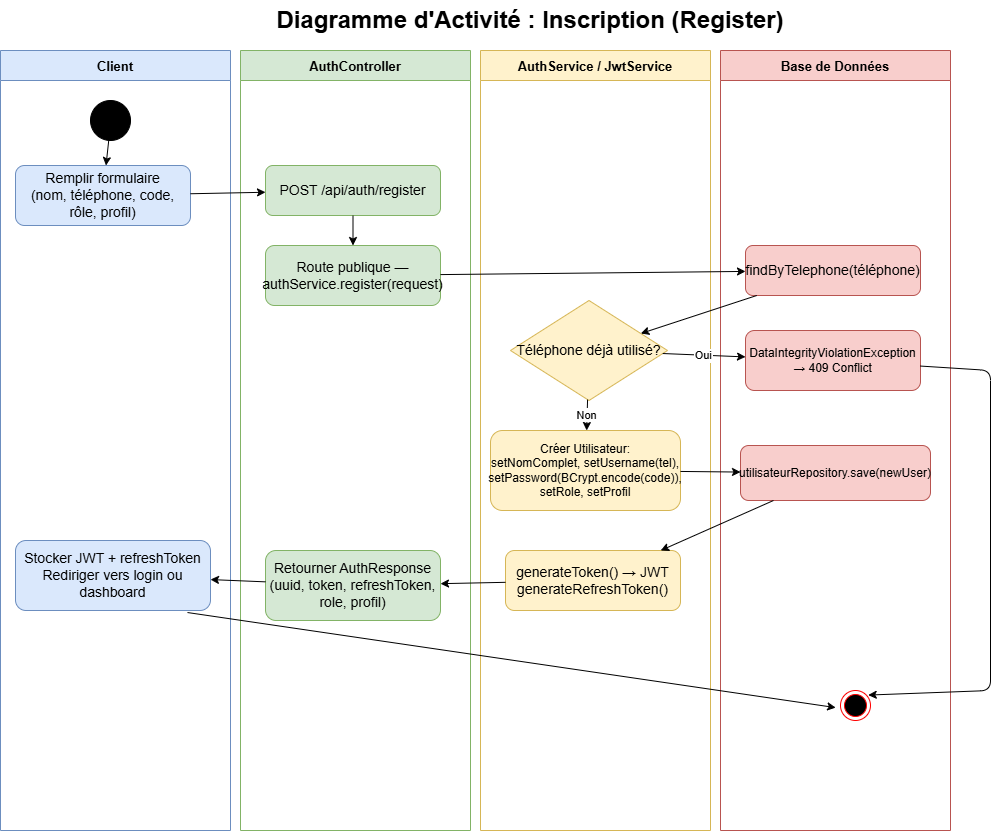 Diagramme d'Activité : Inscription (Register)
Client
AuthController
AuthService / JwtService
Base de Données
Remplir formulaire
(nom, téléphone, code,
rôle, profil)
POST /api/auth/register
Route publique —
authService.register(request)
findByTelephone(téléphone)
Téléphone déjà utilisé?
Oui
DataIntegrityViolationException
→ 409 Conflict
Non
Créer Utilisateur:
setNomComplet, setUsername(tel),
setPassword(BCrypt.encode(code)),
setRole, setProfil
utilisateurRepository.save(newUser)
generateToken() → JWT
generateRefreshToken()
Retourner AuthResponse
(uuid, token, refreshToken,
role, profil)
Stocker JWT + refreshToken
Rediriger vers login ou
dashboard